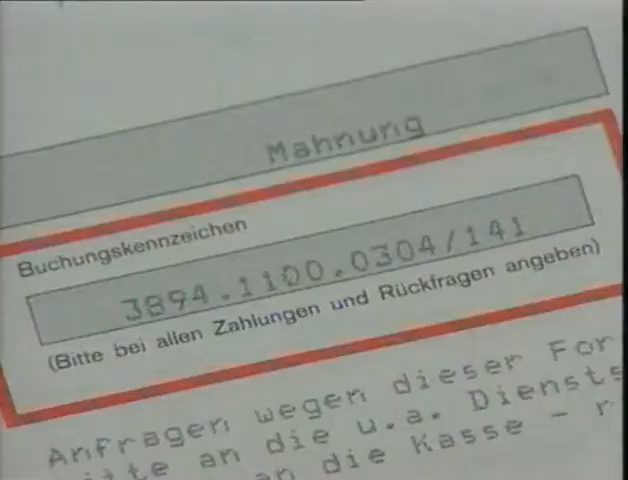 Mahnung
Buchungskennzeichen
3894.1100.0304/141
(Bitte bei allen Zahlungen und Rückfragen angeben)
Anfragen wegen dieser For
an die u.a. Diensts
an die Kasse - r